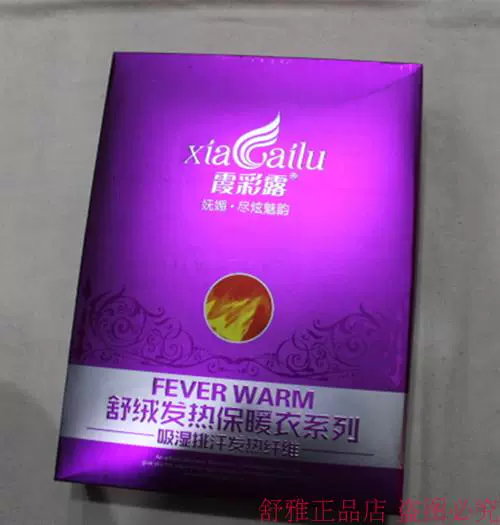 xiaCailu
霞彩露®
妩媚·尽炫魅韵
FEVER WARM
舒绒发热保暖衣系列
吸湿排汗发热纤维
舒雅正品店 盗图必究